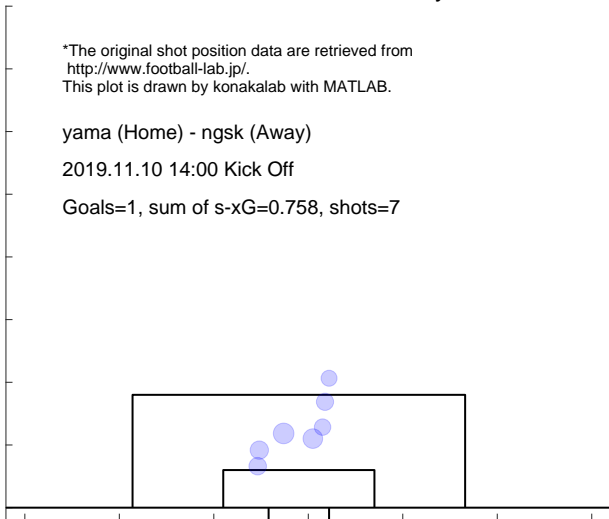 *The original shot position data are retrieved from
http://www.football-lab.jp/.
This plot is drawn by konakalab with MATLAB.
yama (Home) - ngsk (Away)
2019.11.10 14:00 Kick Off
Goals=1, sum of s-xG=0.758, shots=7